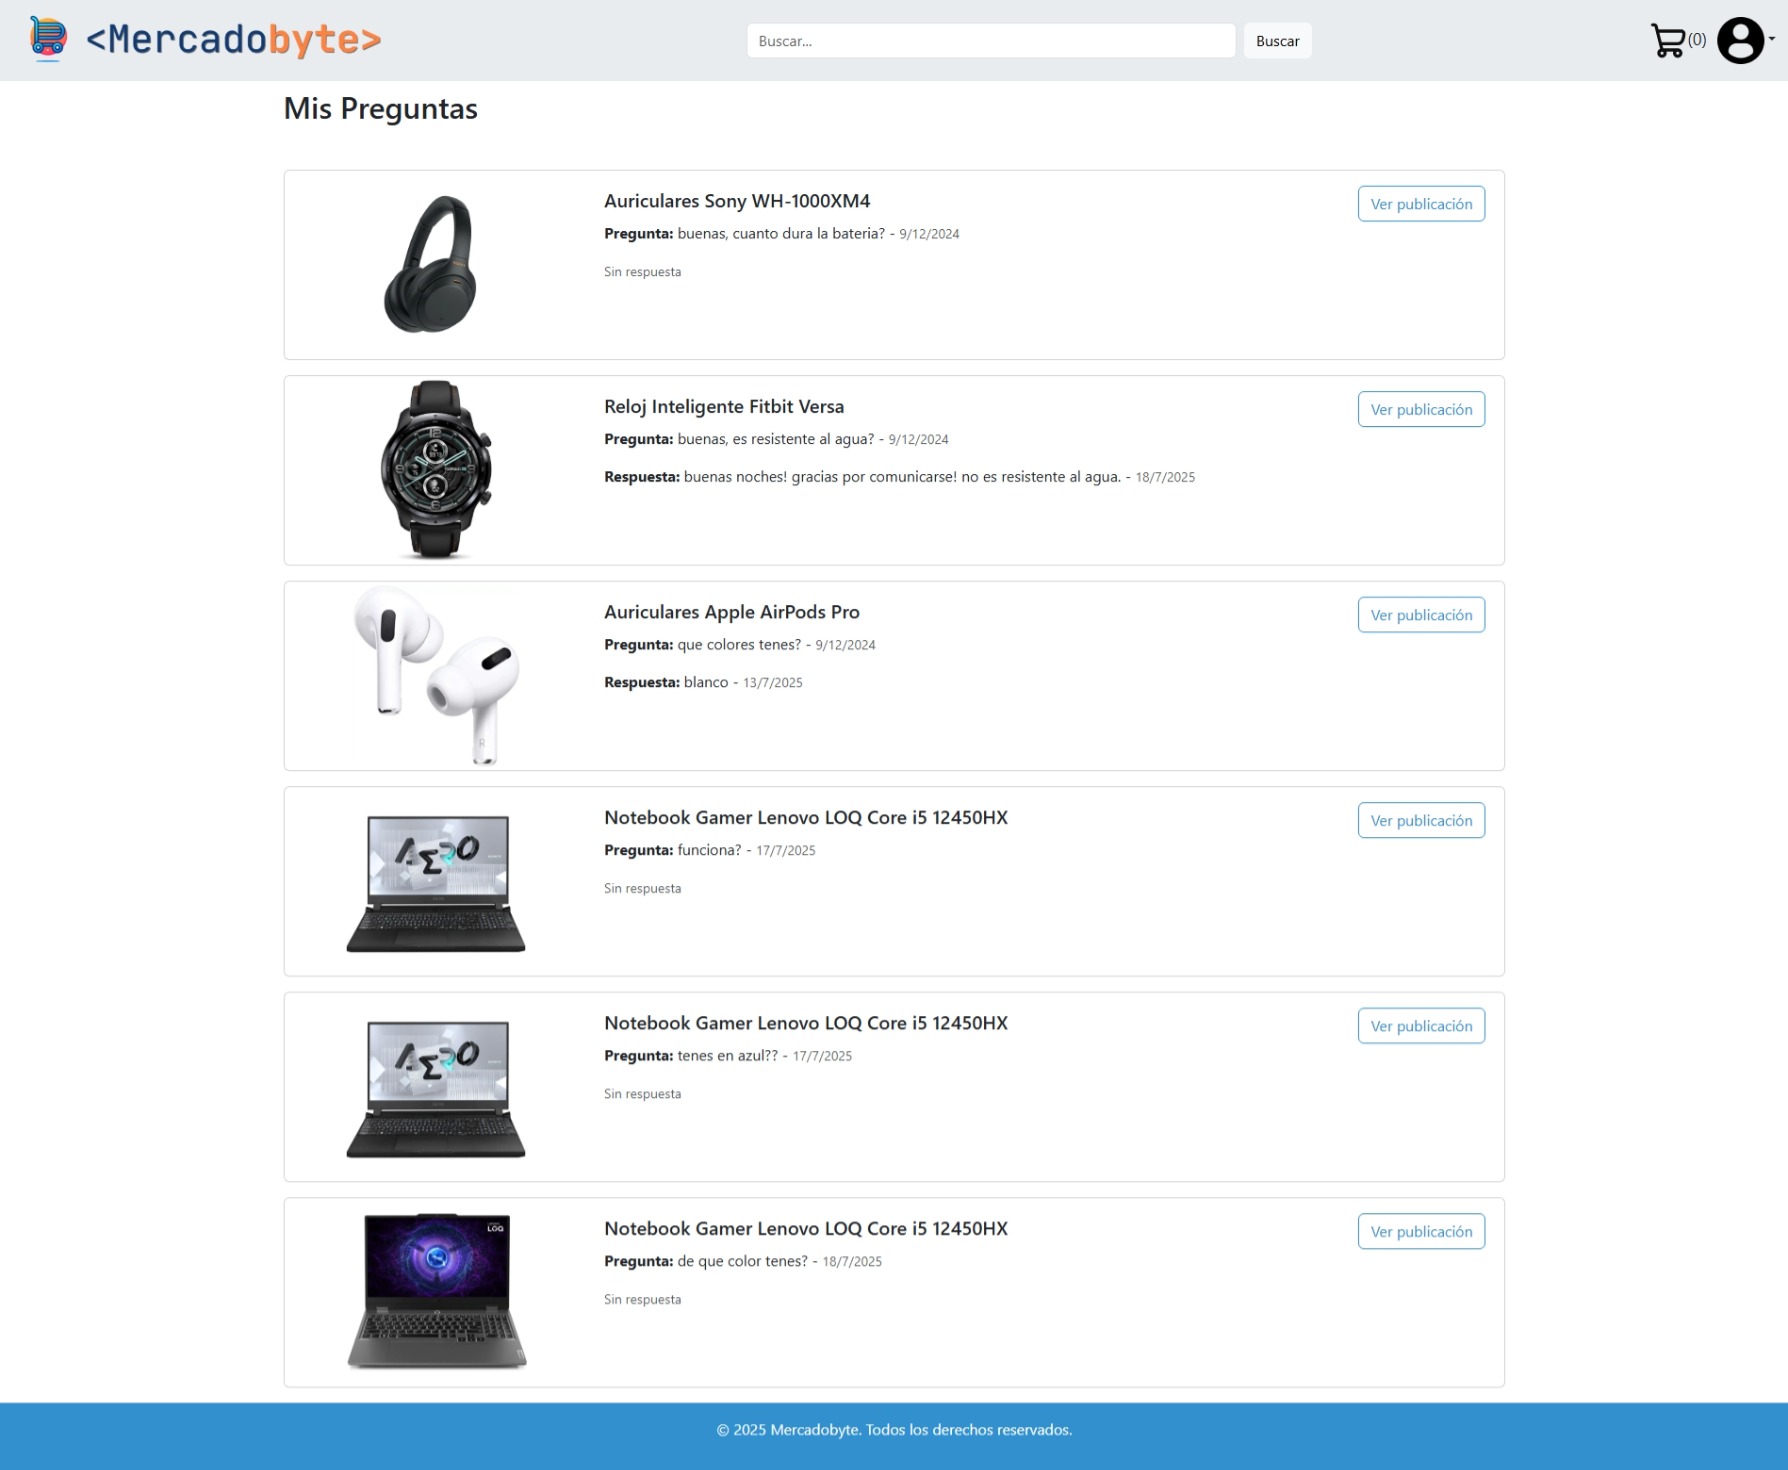 <Mercadobyte>
Buscar...
Buscar
(0)
Mis Preguntas
Auriculares Sony WH-1000XM4
Ver publicación
Pregunta: buenas, cuanto dura la bateria? - 9/12/2024
Sin respuesta
Reloj Inteligente Fitbit Versa
Ver publicación
Pregunta: buenas, es resistente al agua? - 9/12/2024
Respuesta: buenas noches! gracias por comunicarse! no es resistente al agua. - 18/7/2025
Auriculares Apple AirPods Pro
Ver publicación
Pregunta: que colores tenes? - 9/12/2024
Respuesta: blanco - 13/7/2025
R
Notebook Gamer Lenovo LOQ Core i5 12450HX
Ver publicación
Pregunta: funciona? - 17/7/2025
Sin respuesta
Notebook Gamer Lenovo LOQ Core i5 12450HX
Ver publicación
Pregunta: tenes en azul?? - 17/7/2025
Sin respuesta
LOQ
Notebook Gamer Lenovo LOQ Core i5 12450HX
Ver publicación
Pregunta: de que color tenes? - 18/7/2025
Sin respuesta
© 2025 Mercadobyte. Todos los derechos reservados.